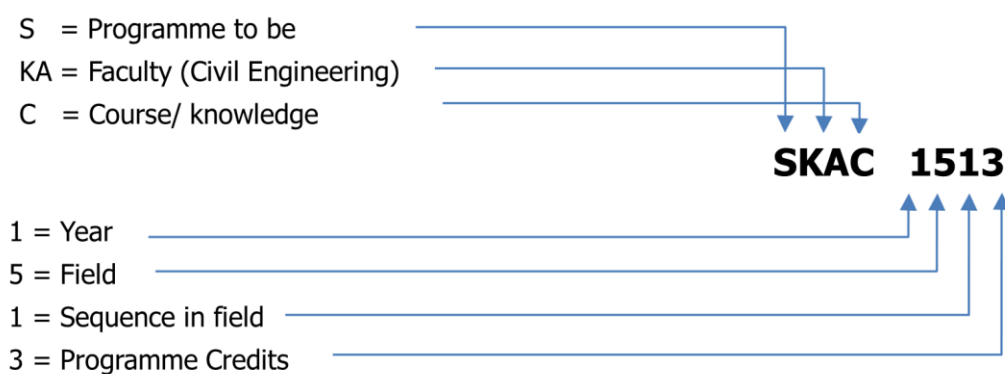 S = Programme to be
KA = Faculty (Civil Engineering)
C = Course/ knowledge
SKAC 1513
1 = Year
5 = Field
1 = Sequence in field
3 = Programme Credits